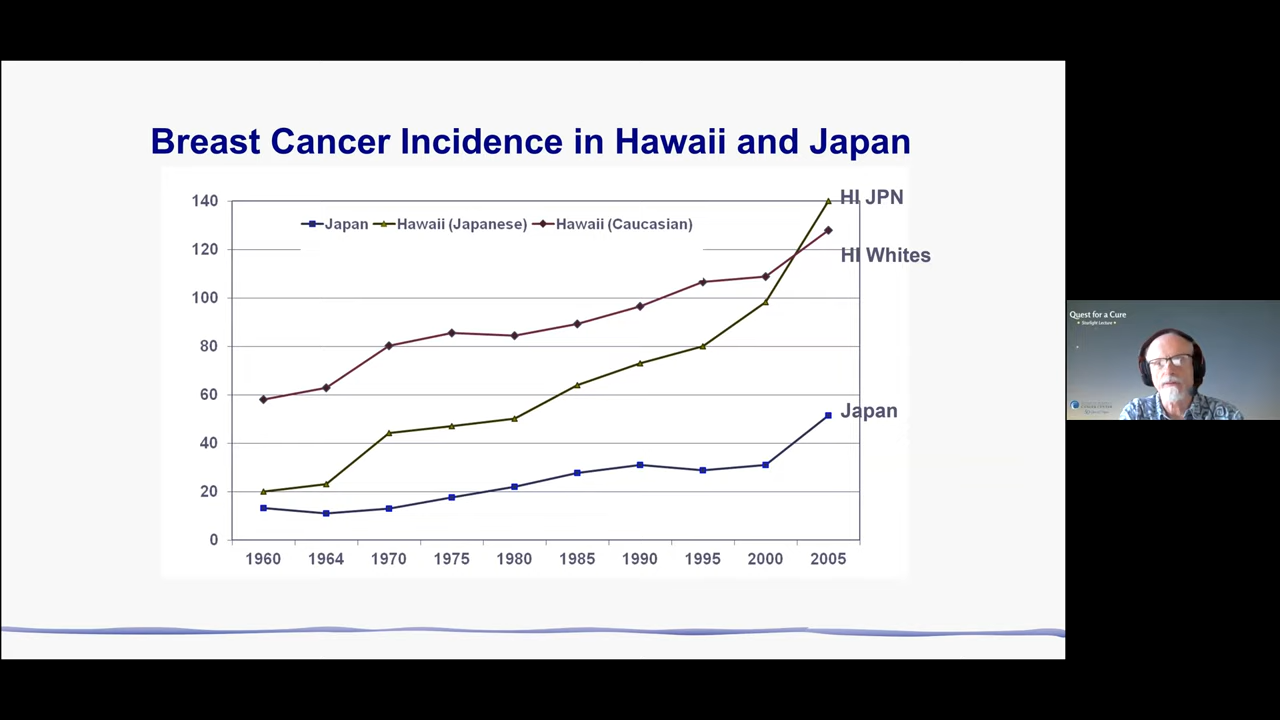 Breast Cancer Incidence in Hawaii and Japan
140
120
100
80
60
40
20
0
Japan Hawaii (Japanese) Hawaii (Caucasian)
HI JPN
HI Whites
Japan
1960 1964 1970 1975 1980 1985 1990 1995 2000 2005
Quest for a Cure
Starlight Lecture